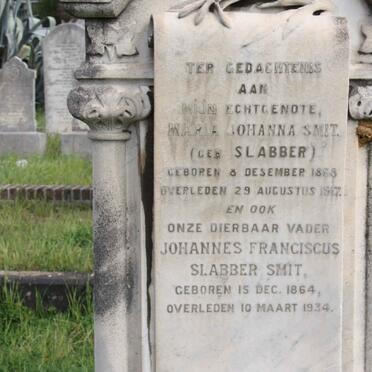 TER GEDACHTENIS
AAN
MIJN ECHTGENOTE,
MARIA JOHANNA SMIT.
(GEB SLABBER)
GEBOREN 8 DESEMBER 1868
OVERLEDEN 29 AUGUSTUS 1917.
EN OOK
ONZE DIERBAAR VADER
JOHANNES FRANCISCUS
SLABBER SMIT,
GEBOREN 15 DEC. 1864,
OVERLEDEN 10 MAART 1934.